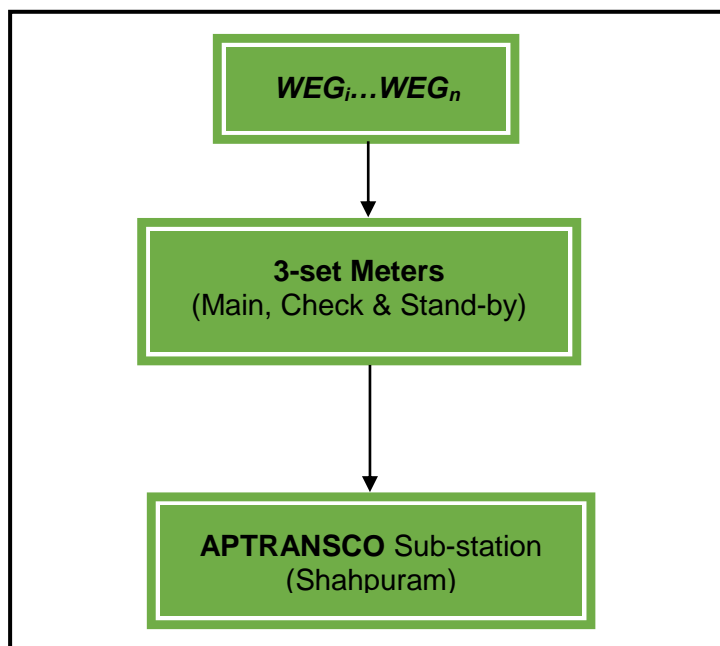 WEGi...WEGn
3-set Meters
(Main, Check & Stand-by)
APTRANSCO Sub-station
(Shahpuram)